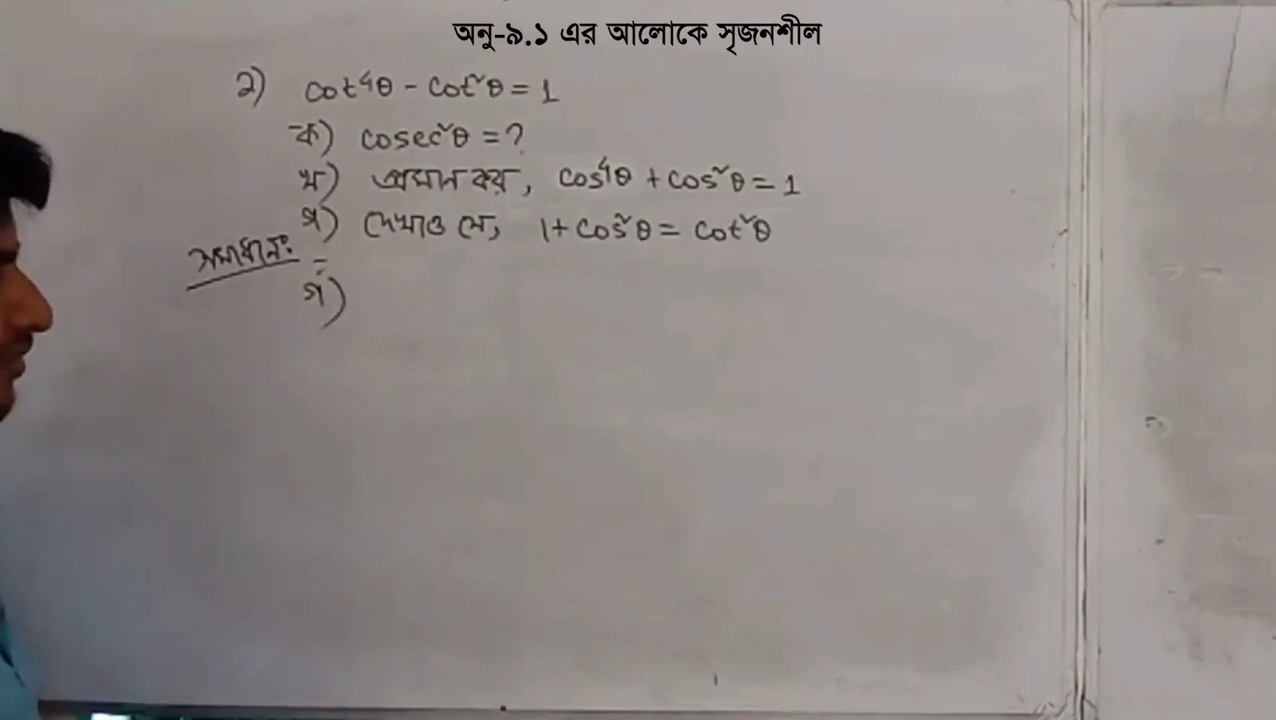 অনু-৯.১ এর আলোকে সৃজনশীল
২) cot⁴θ - cot²θ = 1
ক) cosec²θ = ?
খ) প্রমান কর, cos⁴θ + cos²θ = 1
গ) দেখাও যে, 1 + cos²θ = cot²θ
সমাধানঃ
গ)